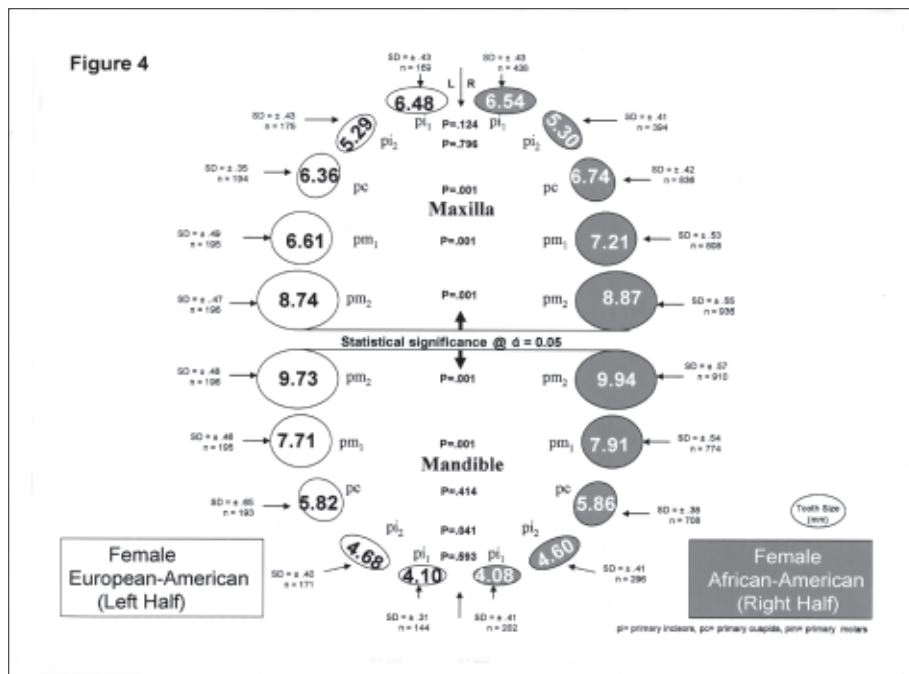 Figure 4
SD = ± .43
n = 169
SD = ± .43
n = 438
L R
6.48
6.54
pi1
pi1
P=.124
SD = ± .43
n = 175
5.29
pi2
P=.796
pi2
5.30
SD = ± .41
n = 394
SD = ± .35
n = 194
6.36
pc
P=.001
pc
6.74
SD = ± .42
n = 836
Maxilla
SD = ± .49
n = 195
6.61
pm1
P=.001
pm1
7.21
SD = ± .53
n = 808
SD = ± .47
n = 196
8.74
pm2
P=.001
pm2
8.87
SD = ± .55
n = 936
Statistical significance @ ά = 0.05
SD = ± .48
n = 196
9.73
pm2
P=.001
pm2
9.94
SD = ± .57
n = 910
SD = ± .46
n = 195
7.71
pm1
P=.001
pm1
7.91
SD = ± .54
n = 774
Mandible
SD = ± .65
n = 193
5.82
pc
P=.414
pc
5.86
SD = ± .38
n = 708
Tooth Size
(mm)
4.68
pi2
P=.041
pi2
4.60
pi1
P=.593
pi1
4.10
4.08
SD = ± .40
n = 171
SD = ± .41
n = 296
SD = ± .31
n = 144
SD = ± .41
n = 202
Female
European-American
(Left Half)
Female
African-American
(Right Half)
pi= primary incisors, pc= primary cuspids, pm= primary molars